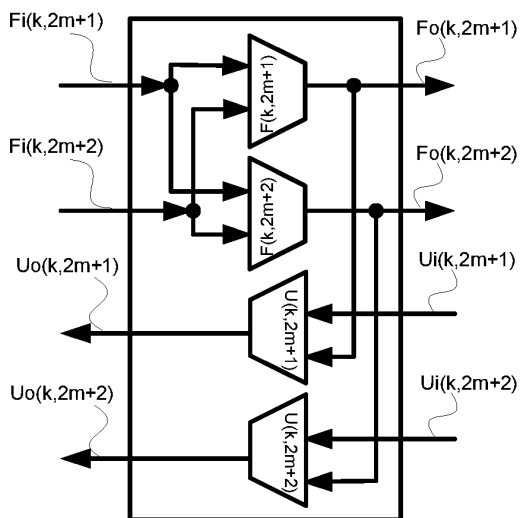 Fi(k,2m+1)
Fo(k,2m+1)
F(k,2m+1)
Fi(k,2m+2)
Fo(k,2m+2)
F(k,2m+2)
Uo(k,2m+1)
Ui(k,2m+1)
U(k,2m+1)
Uo(k,2m+2)
Ui(k,2m+2)
U(k,2m+2)